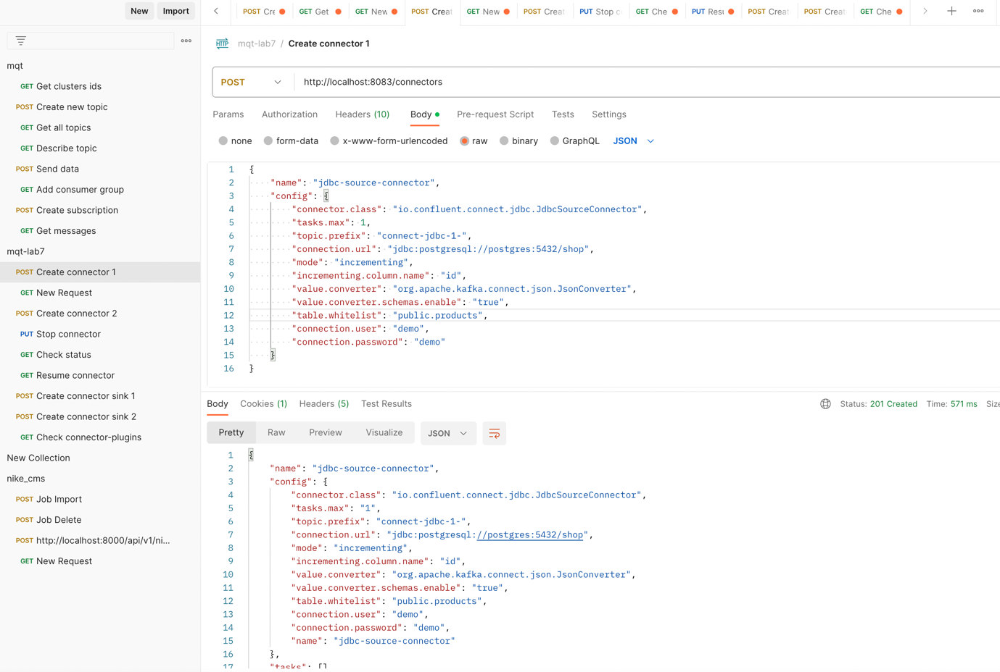 New Import
mqt
GET Get clusters ids
POST Create new topic
GET Get all topics
GET Describe topic
POST Send data
GET Add consumer group
POST Create subscription
GET Get messages
mqt-lab7
POST Create connector 1
GET New Request
POST Create connector 2
PUT Stop connector
GET Check status
GET Resume connector
POST Create connector sink 1
POST Create connector sink 2
GET Check connector-plugins
New Collection
nike_cms
POST Job Import
POST Job Delete
POST http://localhost:8000/api/v1/ni...
GET New Request
POST Cre GET Get GET New POST Creat GET New POST Creat PUT Stop c GET Che PUT Resu POST Creat POST Creat GET Che
HTTP mqt-lab7 / Create connector 1
POST http://localhost:8083/connectors
Params Authorization Headers (10) Body Pre-request Script Tests Settings
none form-data x-www-form-urlencoded raw binary GraphQL JSON
1 {
2 "name": "jdbc-source-connector",
3 "config": {
4 "connector.class": "io.confluent.connect.jdbc.JdbcSourceConnector",
5 "tasks.max": 1,
6 "topic.prefix": "connect-jdbc-1-",
7 "connection.url": "jdbc:postgresql://postgres:5432/shop",
8 "mode": "incrementing",
9 "incrementing.column.name": "id",
10 "value.converter": "org.apache.kafka.connect.json.JsonConverter",
11 "value.converter.schemas.enable": "true",
12 "table.whitelist": "public.products",
13 "connection.user": "demo",
14 "connection.password": "demo"
15 }
16 }
Body Cookies (1) Headers (5) Test Results Status: 201 Created Time: 571 ms Size
Pretty Raw Preview Visualize JSON
1 {
2 "name": "jdbc-source-connector",
3 "config": {
4 "connector.class": "io.confluent.connect.jdbc.JdbcSourceConnector",
5 "tasks.max": "1",
6 "topic.prefix": "connect-jdbc-1-",
7 "connection.url": "jdbc:postgresql://postgres:5432/shop",
8 "mode": "incrementing",
9 "incrementing.column.name": "id",
10 "value.converter": "org.apache.kafka.connect.json.JsonConverter",
11 "value.converter.schemas.enable": "true",
12 "table.whitelist": "public.products",
13 "connection.user": "demo",
14 "connection.password": "demo",
15 "name": "jdbc-source-connector"
16 },
17 "tasks": [],